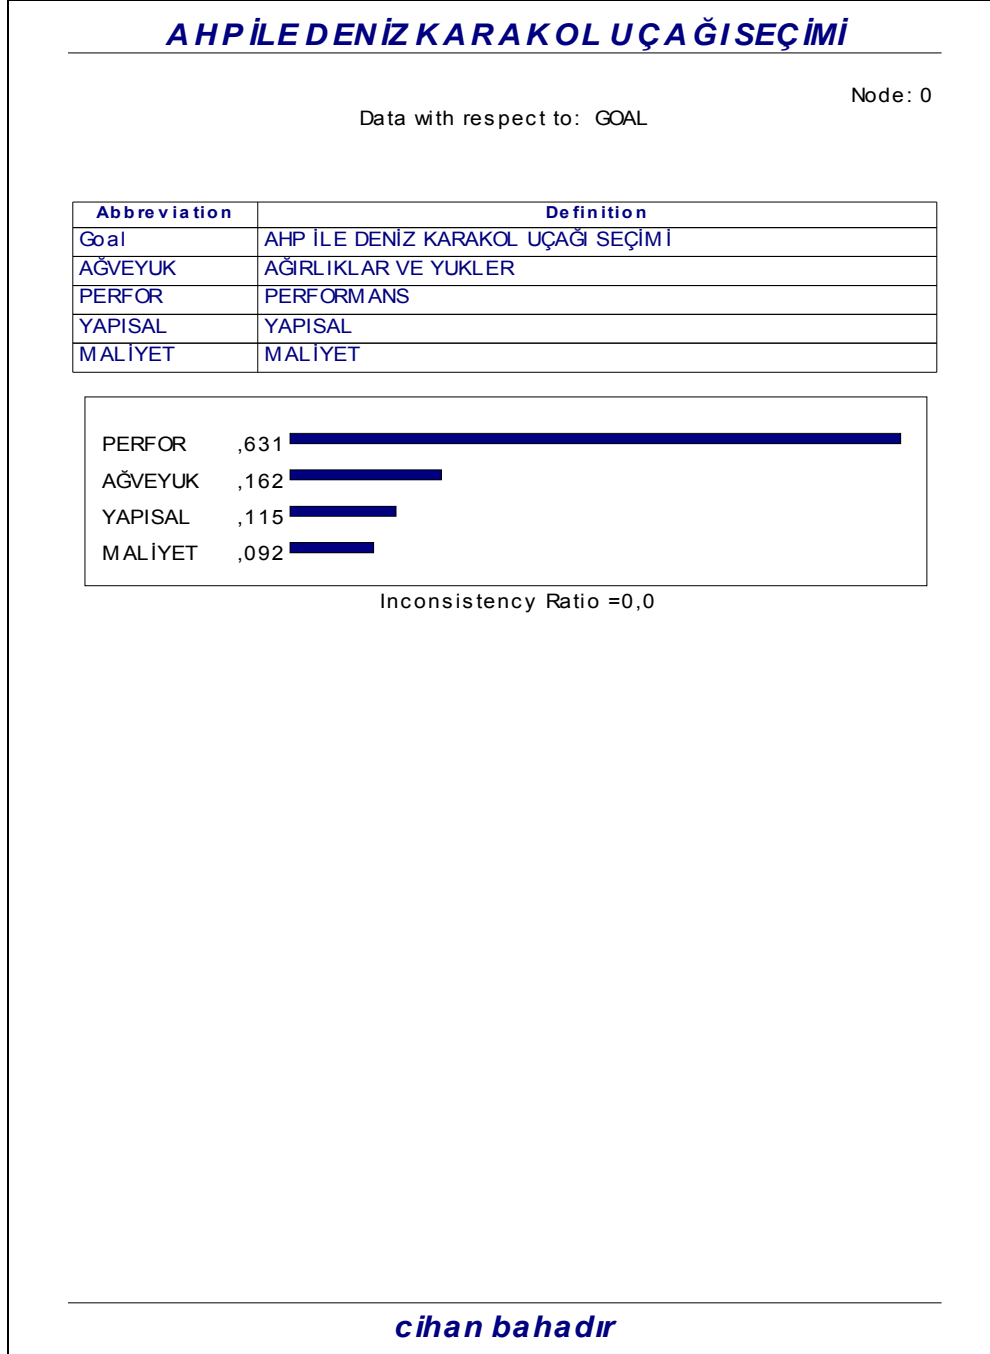 AHP İLE DENİZ KARAKOL UÇAĞI SEÇİMİ
Node: 0
Data with respect to: GOAL
Abbreviation Definition
Goal AHP İLE DENİZ KARAKOL UÇAĞI SEÇİMİ
AĞVEYUK AĞIRLIKLAR VE YUKLER
PERFOR PERFORMANS
YAPISAL YAPISAL
MALİYET MALİYET
PERFOR ,631
AĞVEYUK ,162
YAPISAL ,115
MALİYET ,092
Inconsistency Ratio =0,0
cihan bahadır